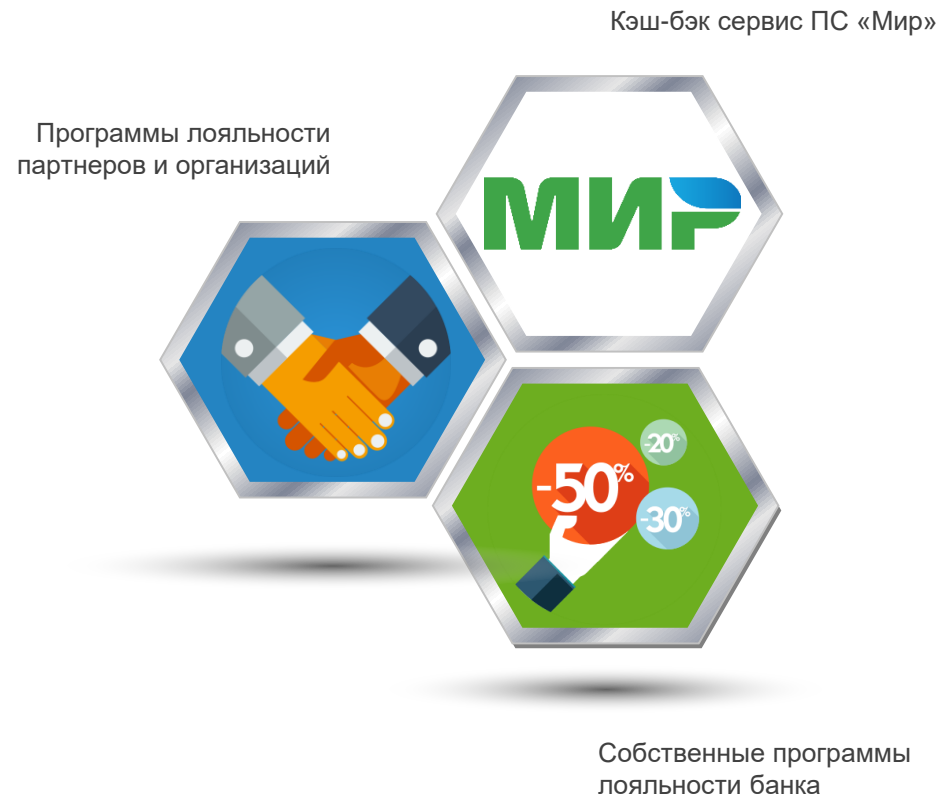 Кэш-бэк сервис ПС «Мир»
Программы лояльности
партнеров и организаций
МИР
-20%
-50%
-30%
Собственные программы
лояльности банка